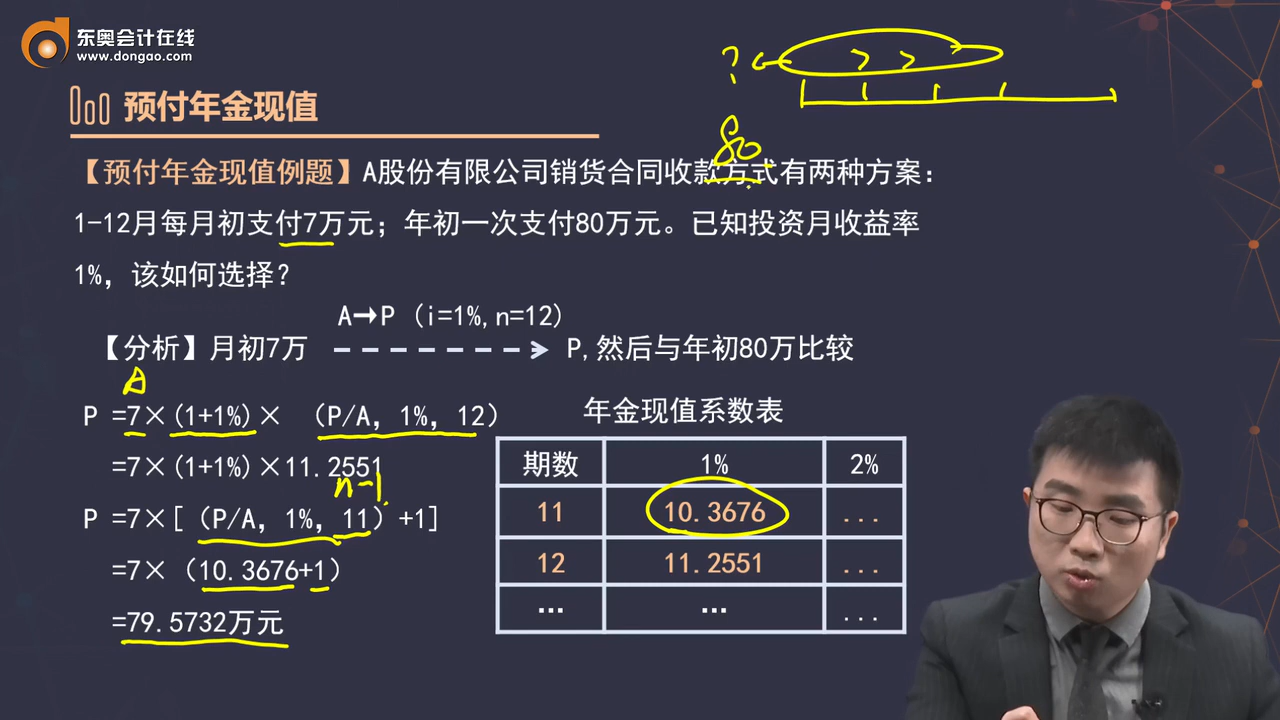 东奥会计在线
www.dongao.com
?
预付年金现值
80
【预付年金现值例题】A股份有限公司销货合同收款方式有两种方案：
1-12月每月初支付7万元；年初一次支付80万元。已知投资月收益率
1%，该如何选择？
A→P（i=1%,n=12）
【分析】月初7万
P,然后与年初80万比较
A
P =7×(1+1%)× （P/A，1%，12）
=7×(1+1%)×11.2551
n-1
P =7×[（P/A，1%，11）+1]
=7×（10.3676+1）
=79.5732万元
年金现值系数表
期数 1% 2%
11 10.3676 ...
12 11.2551 ...
... ... ...